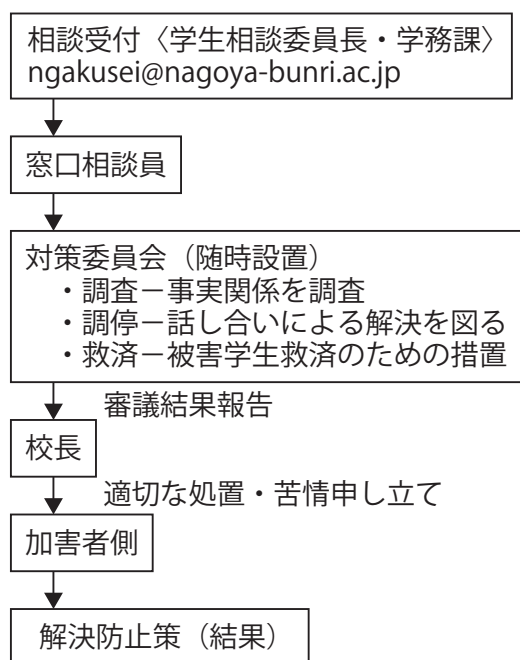 相談受付〈学生相談委員長・学務課〉
ngakusei@nagoya-bunri.ac.jp
窓口相談員
対策委員会（随時設置）
・調査－事実関係を調査
・調停－話し合いによる解決を図る
・救済－被害学生救済のための措置
審議結果報告
校長
適切な処置・苦情申し立て
加害者側
解決防止策（結果）